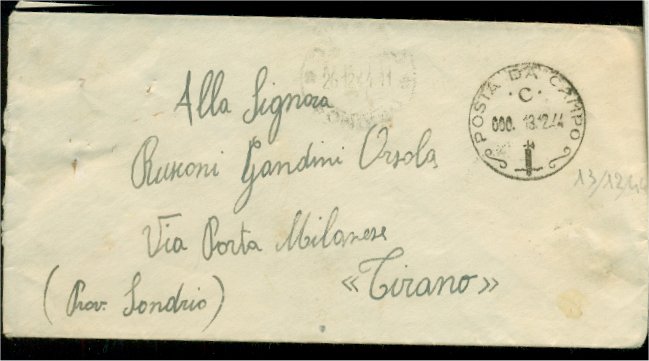 POSTA DA CAMPO
C.
000. 13.12.44
Alla Signora
Rusconi Gandini Orsola
Via Porta Milanese
«Tirano»
(Prov. Sondrio)
13/12/44